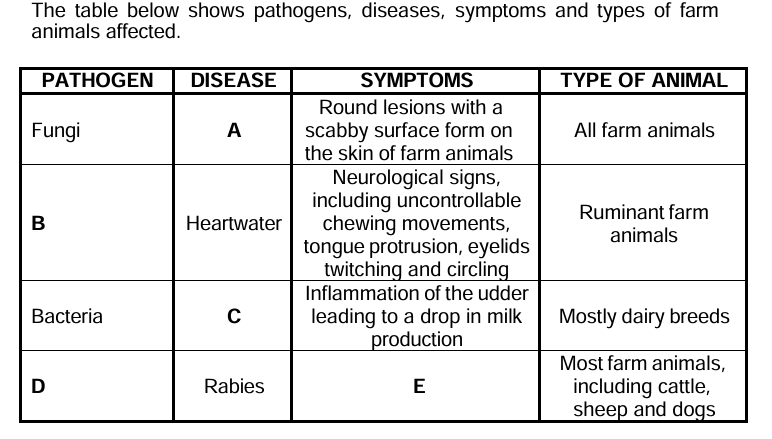 The table below shows pathogens, diseases, symptoms and types of farm
animals affected.
PATHOGEN DISEASE SYMPTOMS TYPE OF ANIMAL
Fungi
A
Round lesions with a
scabby surface form on
the skin of farm animals
All farm animals
B
Heartwater
Neurological signs,
including uncontrollable
chewing movements,
tongue protrusion, eyelids
twitching and circling
Ruminant farm
animals
Bacteria
C
Inflammation of the udder
leading to a drop in milk
production
Mostly dairy breeds
D
Rabies
E
Most farm animals,
including cattle,
sheep and dogs